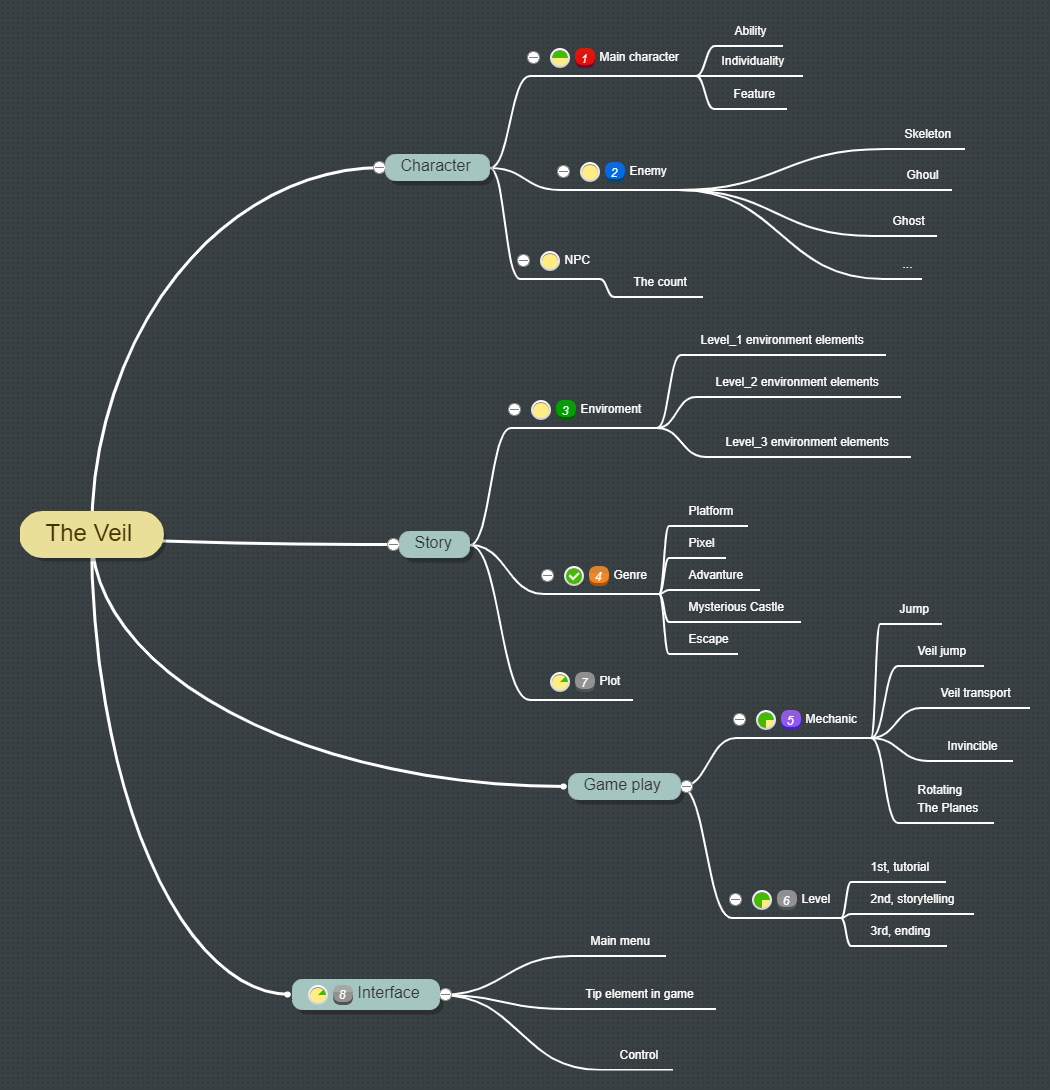 The Veil
Character
1 Main character
Ability
Individuality
Feature
2 Enemy
Skeleton
Ghoul
Ghost
...
NPC
The count
Story
3 Enviroment
Level_1 environment elements
Level_2 environment elements
Level_3 environment elements
4 Genre
Platform
Pixel
Advanture
Mysterious Castle
Escape
7 Plot
Game play
5 Mechanic
Jump
Veil jump
Veil transport
Invincible
Rotating
The Planes
6 Level
1st, tutorial
2nd, storytelling
3rd, ending
8 Interface
Main menu
Tip element in game
Control